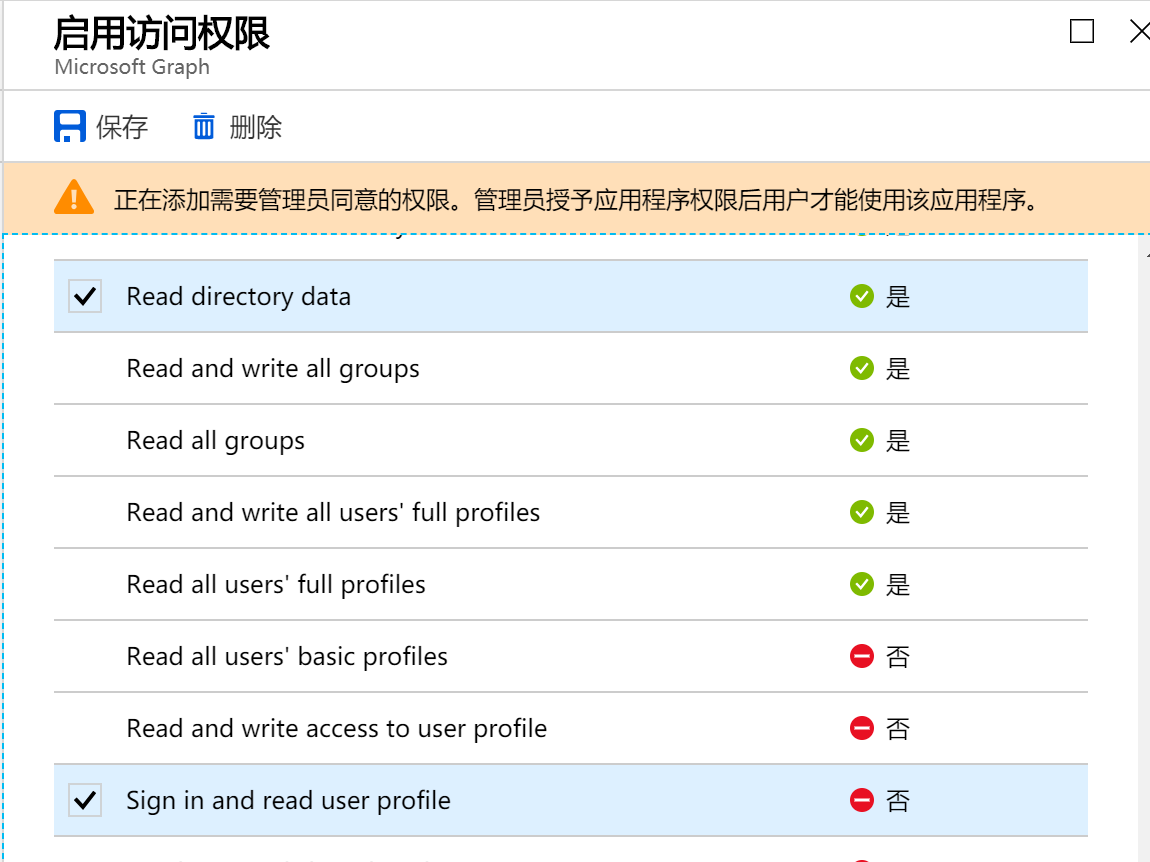 启用访问权限
Microsoft Graph
保存 删除
正在添加需要管理员同意的权限。管理员授予应用程序权限后用户才能使用该应用程序。
Read directory data 是
Read and write all groups 是
Read all groups 是
Read and write all users' full profiles 是
Read all users' full profiles 是
Read all users' basic profiles 否
Read and write access to user profile 否
Sign in and read user profile 否